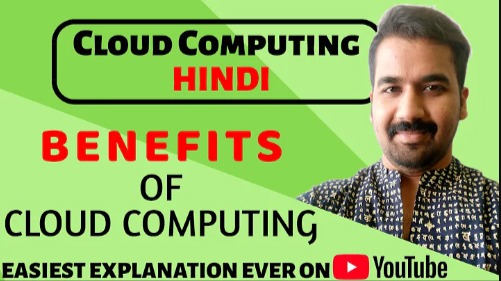 CLOUD COMPUTING
HINDI
BENEFITS
OF
CLOUD COMPUTING
EASIEST EXPLANATION EVER ON YouTube